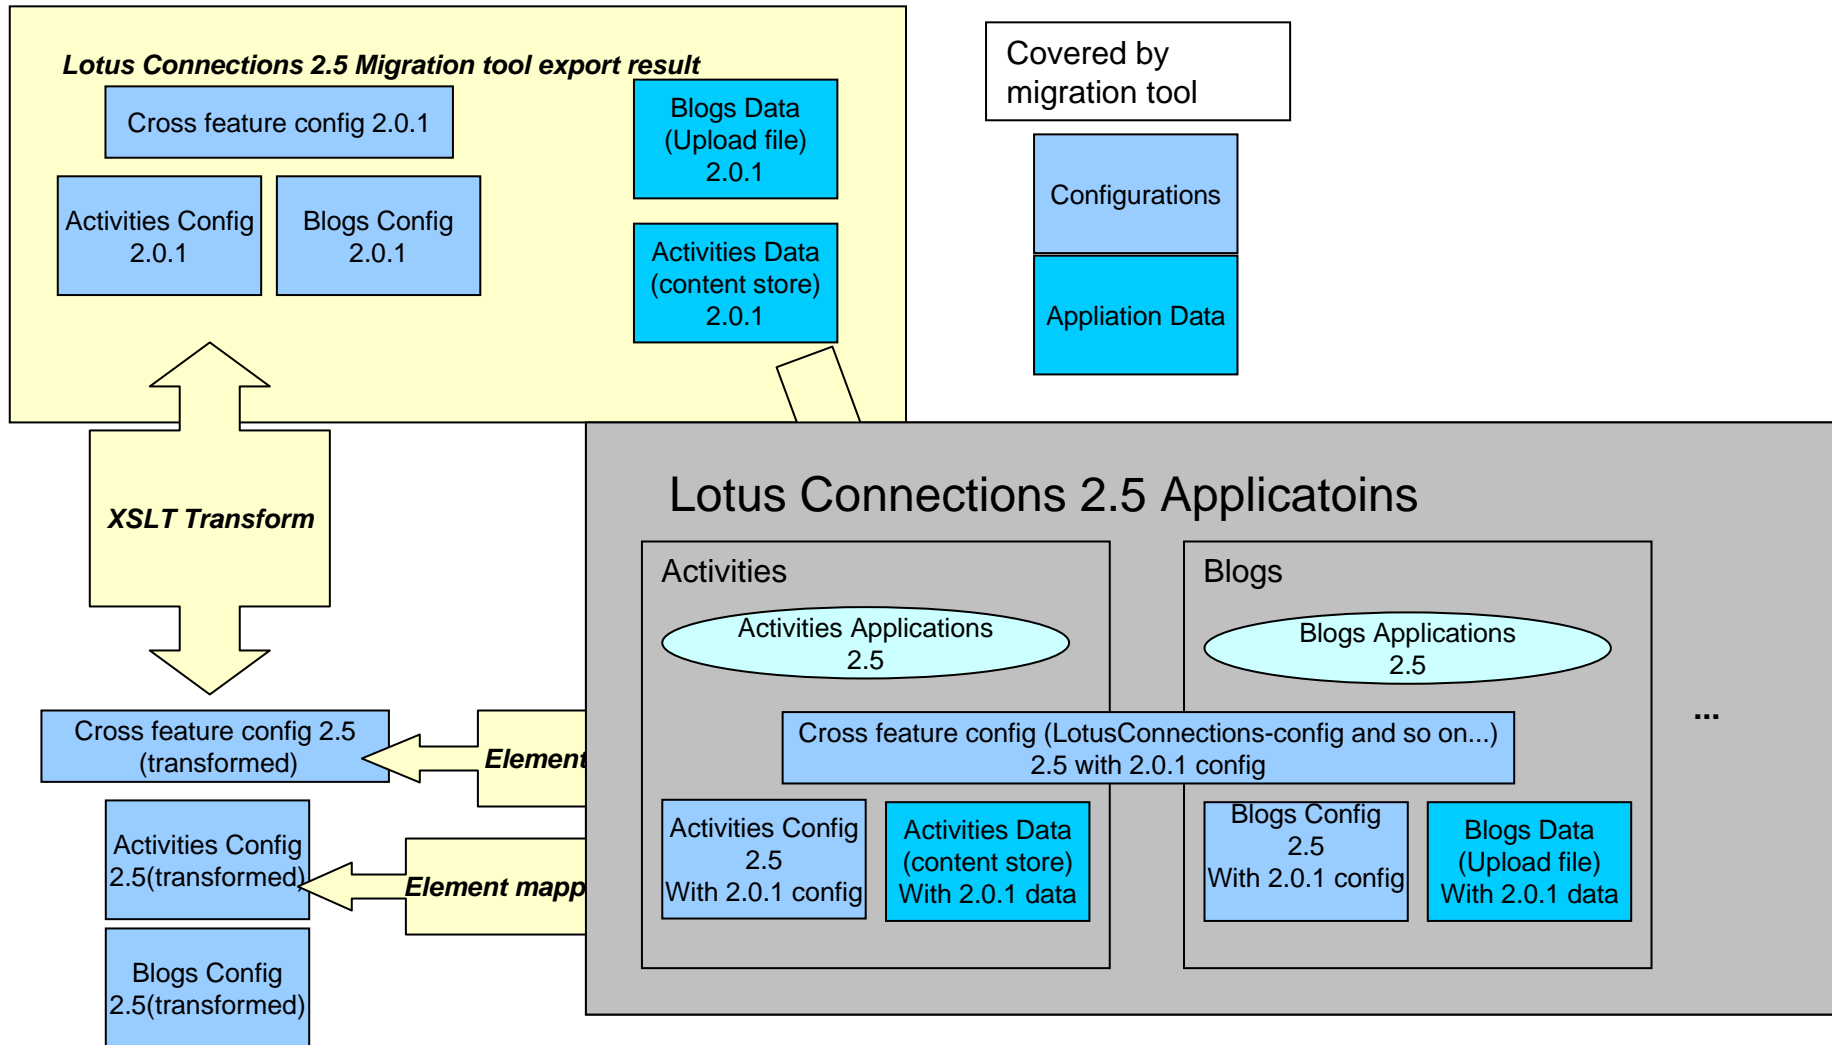 Lotus Connections 2.5 Migration tool export result
Cross feature config 2.0.1
Activities Config
2.0.1
Blogs Config
2.0.1
Blogs Data
(Upload file)
2.0.1
Activities Data
(content store)
2.0.1
Covered by
migration tool
Configurations
Appliation Data
XSLT Transform
Cross feature config 2.5
(transformed)
Element
Activities Config
2.5(transformed)
Element mapp
Blogs Config
2.5(transformed)
Lotus Connections 2.5 Applicatoins
Activities
Activities Applications
2.5
Blogs
Blogs Applications
2.5
...
Cross feature config (LotusConnections-config and so on...)
2.5 with 2.0.1 config
Activities Config
2.5
With 2.0.1 config
Activities Data
(content store)
With 2.0.1 data
Blogs Config
2.5
With 2.0.1 config
Blogs Data
(Upload file)
With 2.0.1 data